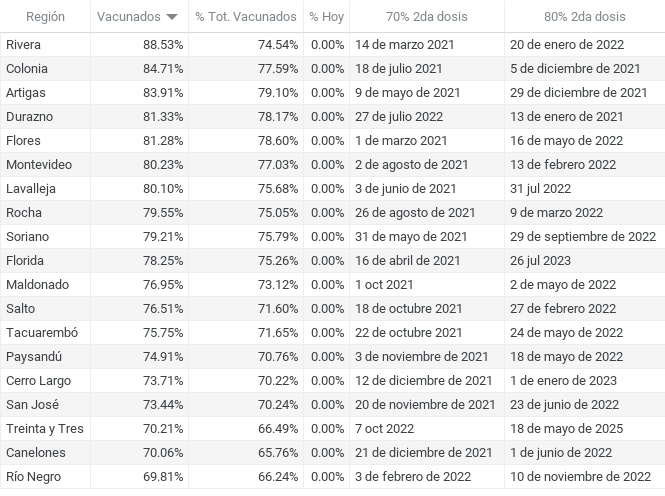 Región Vacunados % Tot. Vacunados % Hoy 70% 2da dosis 80% 2da dosis
Rivera 88.53% 74.54% 0.00% 14 de marzo 2021 20 de enero de 2022
Colonia 84.71% 77.59% 0.00% 18 de julio 2021 5 de diciembre de 2021
Artigas 83.91% 79.10% 0.00% 9 de mayo de 2021 29 de diciembre de 2021
Durazno 81.33% 78.17% 0.00% 27 de julio 2022 13 de enero de 2021
Flores 81.28% 78.60% 0.00% 1 de marzo 2021 16 de mayo de 2022
Montevideo 80.23% 77.03% 0.00% 2 de agosto de 2021 13 de febrero 2022
Lavalleja 80.10% 75.68% 0.00% 3 de junio de 2021 31 jul 2022
Rocha 79.55% 75.05% 0.00% 26 de agosto de 2021 9 de marzo 2022
Soriano 79.21% 75.79% 0.00% 31 de mayo de 2021 29 de septiembre de 2022
Florida 78.25% 75.26% 0.00% 16 de abril de 2021 26 jul 2023
Maldonado 76.95% 73.12% 0.00% 1 oct 2021 2 de mayo de 2022
Salto 76.51% 71.60% 0.00% 18 de octubre 2021 27 de febrero 2022
Tacuarembó 75.75% 71.65% 0.00% 22 de octubre 2021 24 de mayo de 2022
Paysandú 74.91% 70.76% 0.00% 3 de noviembre de 2021 18 de mayo de 2022
Cerro Largo 73.71% 70.22% 0.00% 12 de diciembre de 2021 1 de enero de 2023
San José 73.44% 70.24% 0.00% 20 de noviembre de 2021 23 de junio de 2022
Treinta y Tres 70.21% 66.49% 0.00% 7 oct 2022 18 de mayo de 2025
Canelones 70.06% 65.76% 0.00% 21 de diciembre de 2021 1 de junio de 2022
Río Negro 69.81% 66.24% 0.00% 3 de febrero de 2022 10 de noviembre de 2022